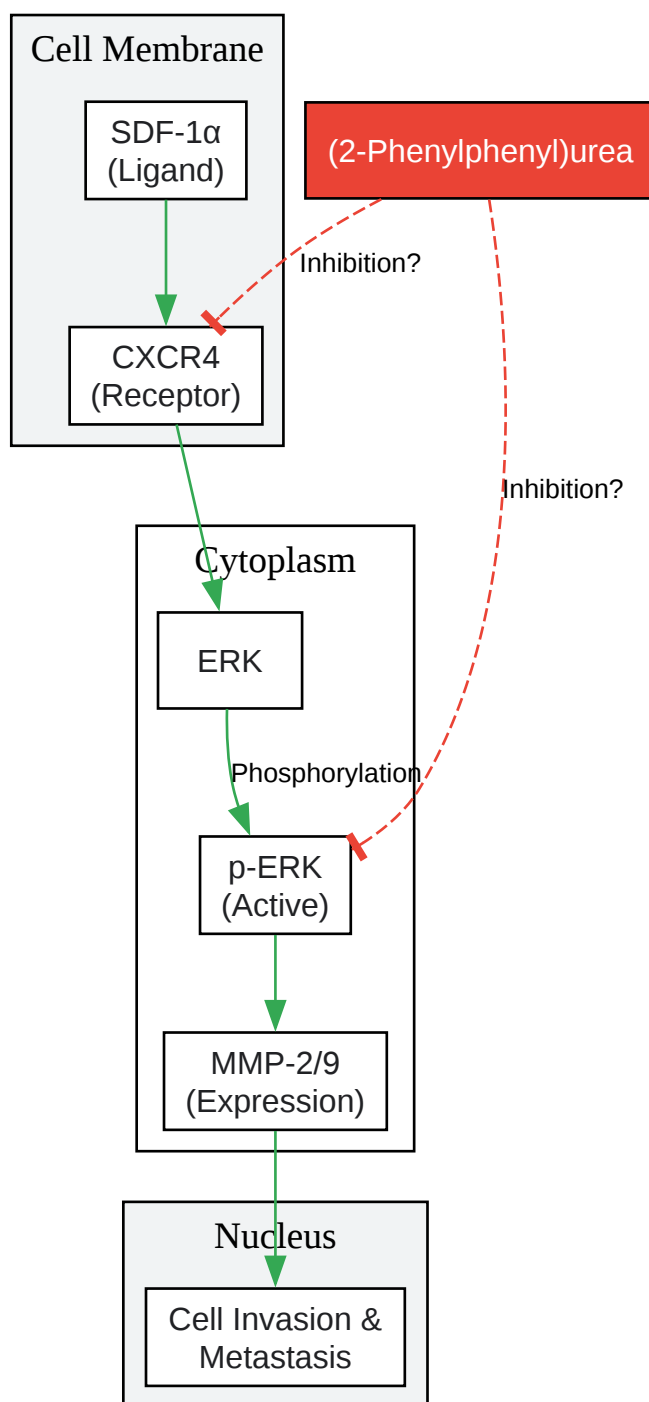 Cell Membrane
SDF-1α
(Ligand)
(2-Phenylphenyl)urea
Inhibition?
CXCR4
(Receptor)
Inhibition?
Cytoplasm
ERK
Phosphorylation
p-ERK
(Active)
MMP-2/9
(Expression)
Nucleus
Cell Invasion &
Metastasis